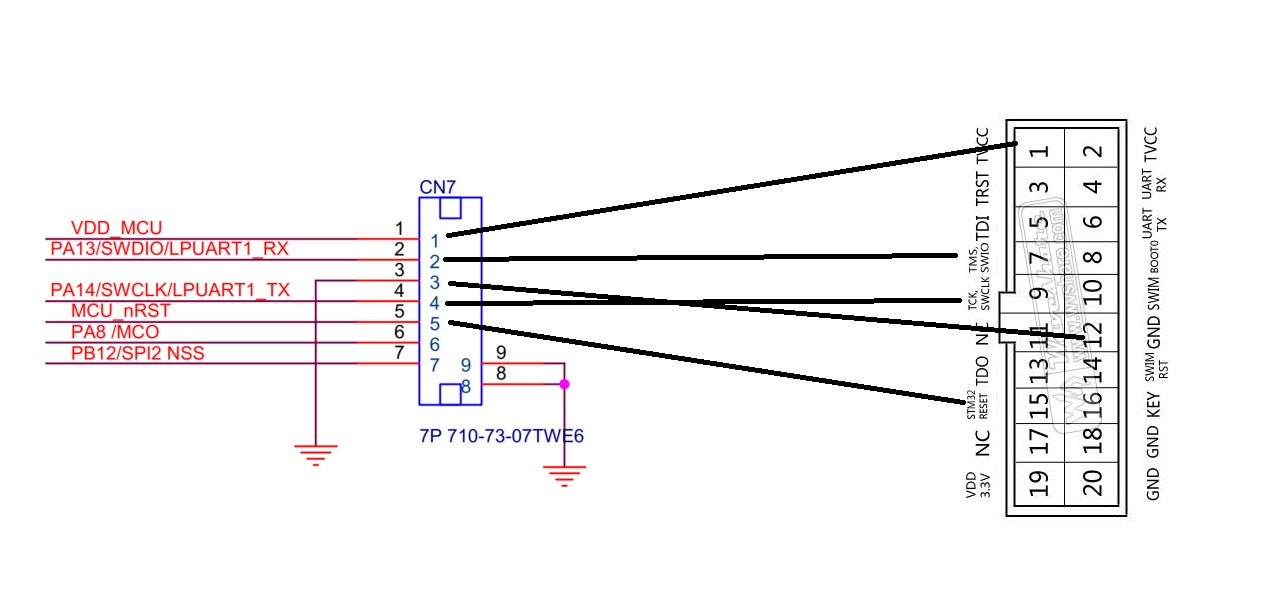 CN7
VDD_MCU 1
PA13/SWDIO/LPUART1_RX 2
3
PA14/SWCLK/LPUART1_TX 4
MCU_nRST 5
PA8 /MCO 6
PB12/SPI2 NSS 7
1
2
3
4
5
6
7 9 9
8 8
7P 710-73-07TWE6
TVCC 1 2 TVCC
TRST 3 4 UART RX
TDI 5 6 UART TX
TMS, SWIO 7 8 BOOT0
TCK, SWCLK 9 10 SWIM
11 12 GND
TDO 13 14 SWIM RST
STM32 RESET 15 16 KEY
NC 17 18 GND
VDD 3.3V 19 20 GND